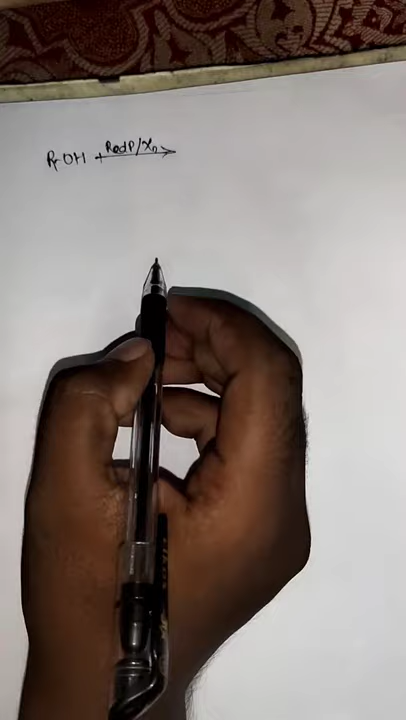 R-OH + Red P/X₂ →